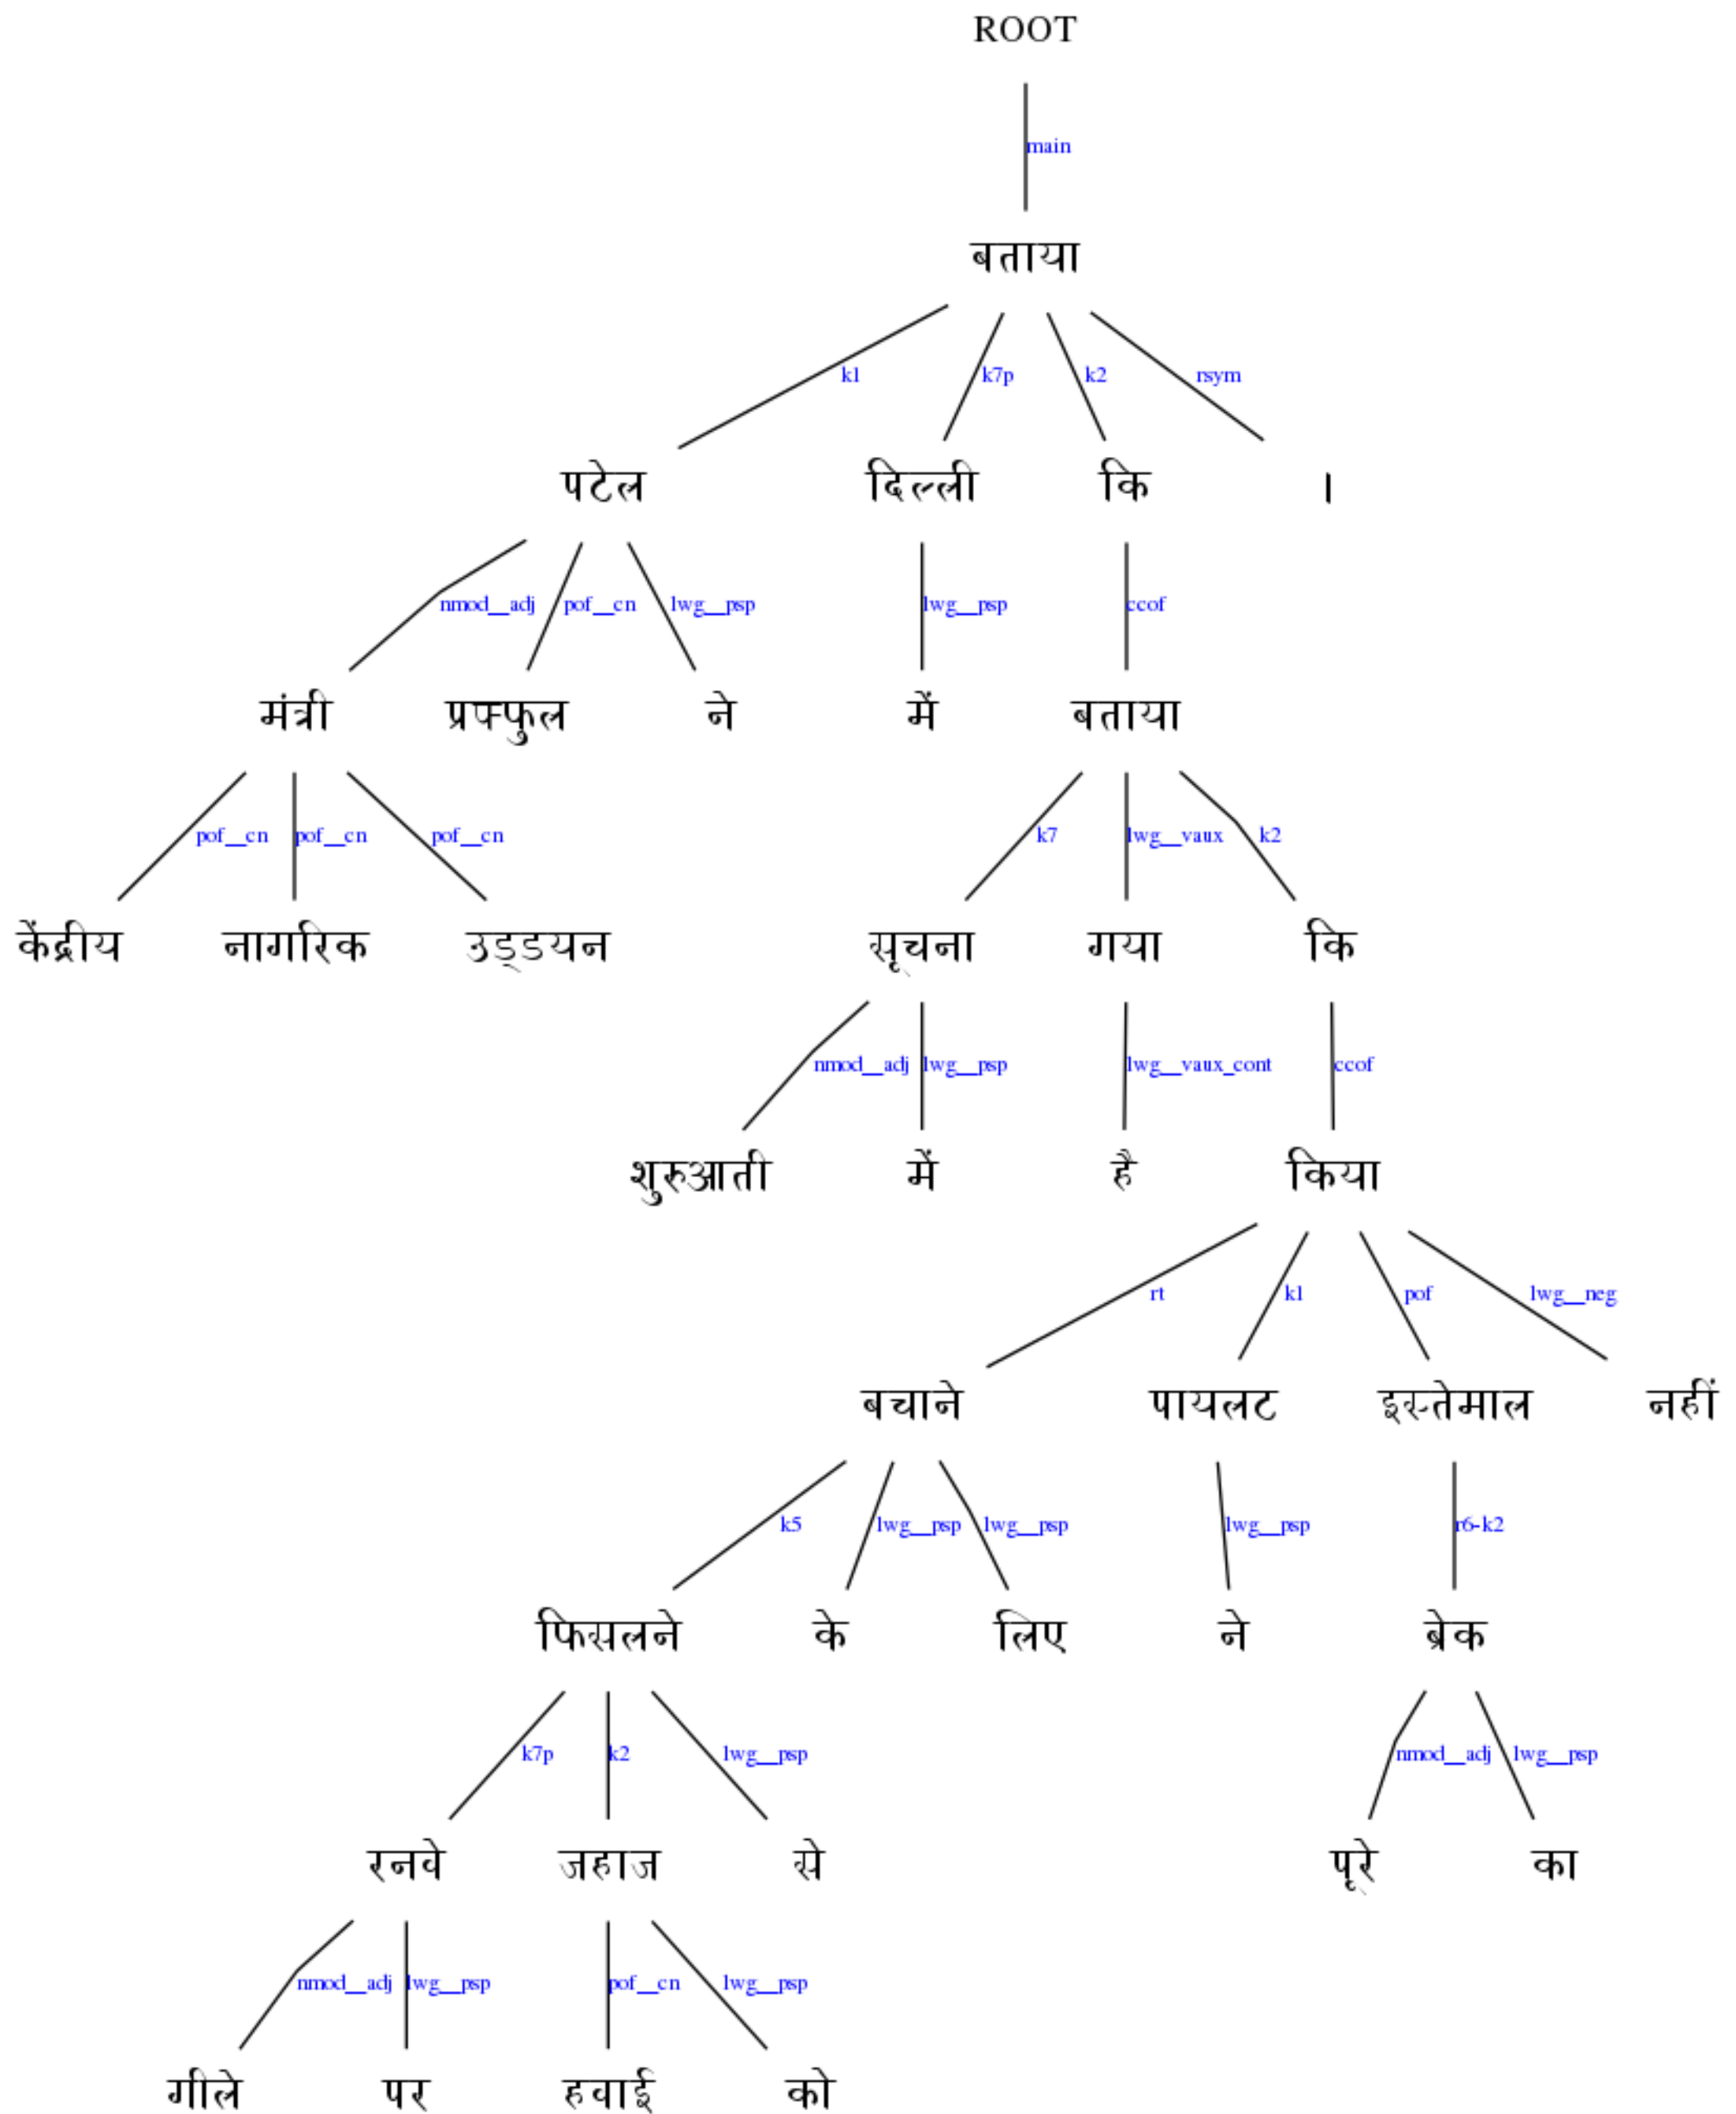 ROOT
main
बताया
k1 k7p k2 rsym
पटेल दिल्ली कि ।
nmod__adj pof__cn lwg__psp lwg__psp ccof
मंत्री प्रफ्फुल ने में बताया
pof__cn pof__cn pof__cn k7 lwg__vaux k2
केंद्रीय नागरिक उड्डयन सूचना गया कि
nmod__adj lwg__psp lwg__vaux_cont ccof
शुरुआती में है किया
rt k1 pof lwg__neg
बचाने पायलट इस्तेमाल नहीं
k5 lwg__psp lwg__psp lwg__psp r6-k2
फिसलने के लिए ने ब्रेक
k7p k2 lwg__psp nmod__adj lwg__psp
रनवे जहाज से पूरे का
nmod__adj lwg__psp pof__cn lwg__psp
गीले पर हवाई को